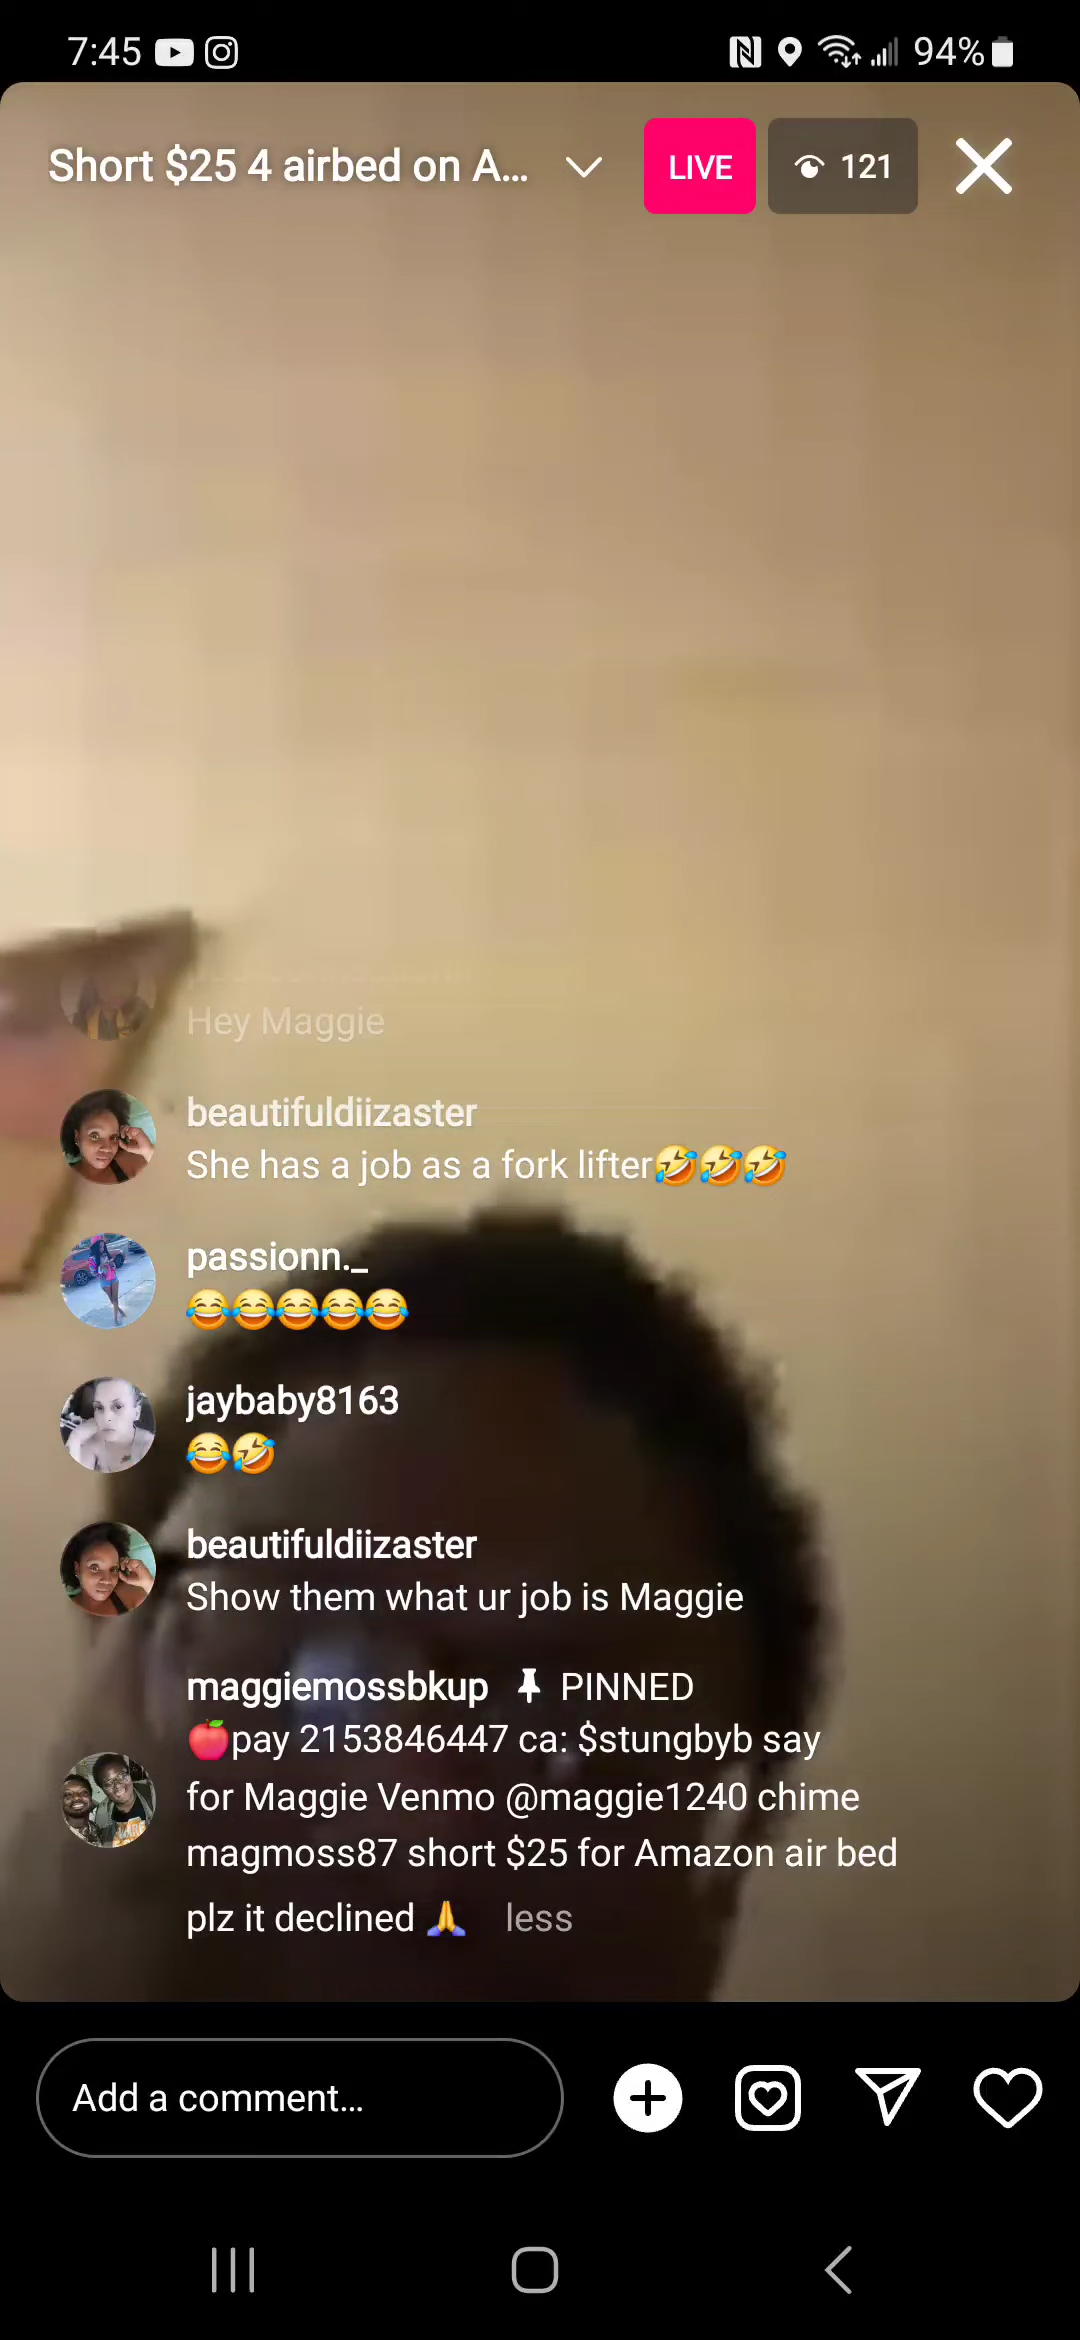 7:45
94%
Short $25 4 airbed on A...
LIVE
121
Hey Maggie
beautifuldiizaster
She has a job as a fork lifter🤣🤣🤣
passionn._
😂😂😂😂😂
jaybaby8163
😂🤣
beautifuldiizaster
Show them what ur job is Maggie
maggiemossbkup 📌 PINNED
🍎pay 2153846447 ca: $stungbyb say
for Maggie Venmo @maggie1240 chime
magmoss87 short $25 for Amazon air bed
plz it declined 🙏 less
Add a comment...